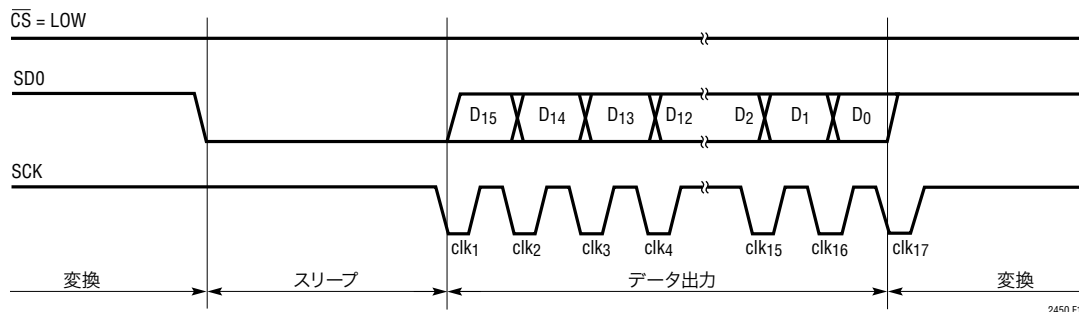 CS = LOW
SD0
D15 D14 D13 D12 D2 D1 D0
SCK
clk1 clk2 clk3 clk4 clk15 clk16 clk17
変換 スリープ データ出力 変換